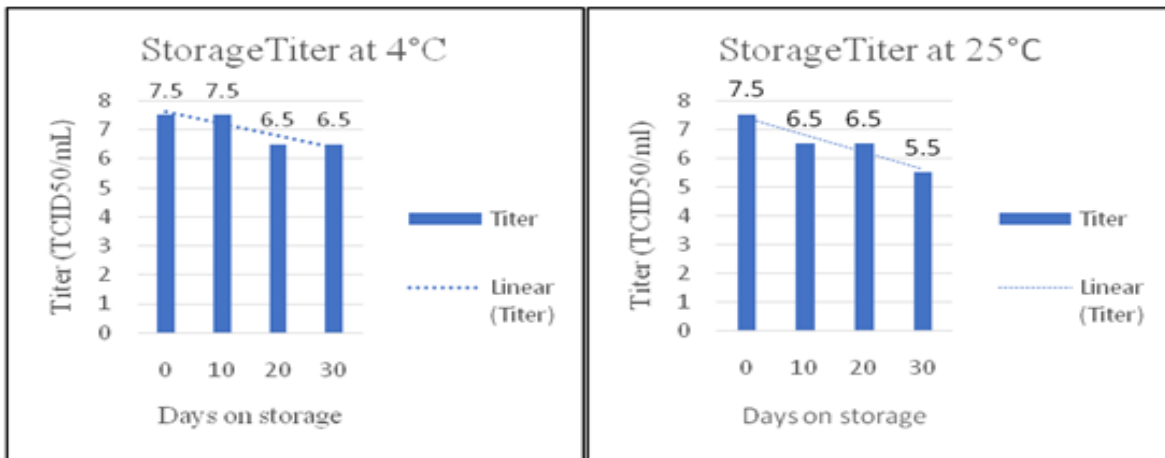 StorageTiter at 4°C
7.5 7.5 6.5 6.5
8
7
6
5
4
3
2
1
0
Titer (TCID50/mL)
0 10 20 30
Days on storage
Titer
Linear
(Titer)
StorageTiter at 25°C
7.5 6.5 6.5 5.5
8
7
6
5
4
3
2
1
0
Titer (TCID50/ml)
0 10 20 30
Days on storage
Titer
Linear
(Titer)